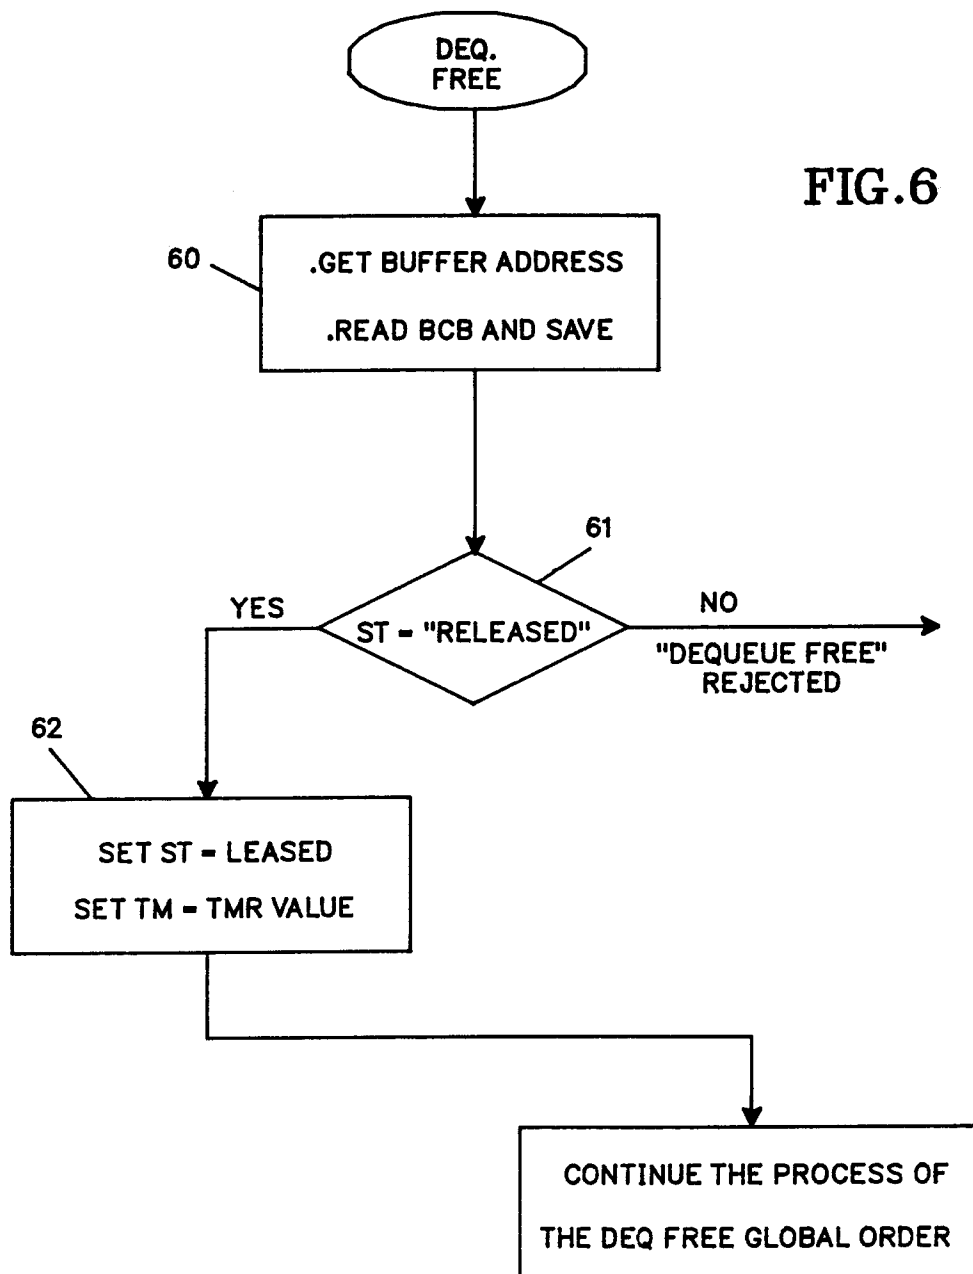 DEQ.
FREE
FIG.6
60
.GET BUFFER ADDRESS
.READ BCB AND SAVE
61
YES
ST = "RELEASED"
NO
"DEQUEUE FREE"
REJECTED
62
SET ST = LEASED
SET TM = TMR VALUE
CONTINUE THE PROCESS OF
THE DEQ FREE GLOBAL ORDER